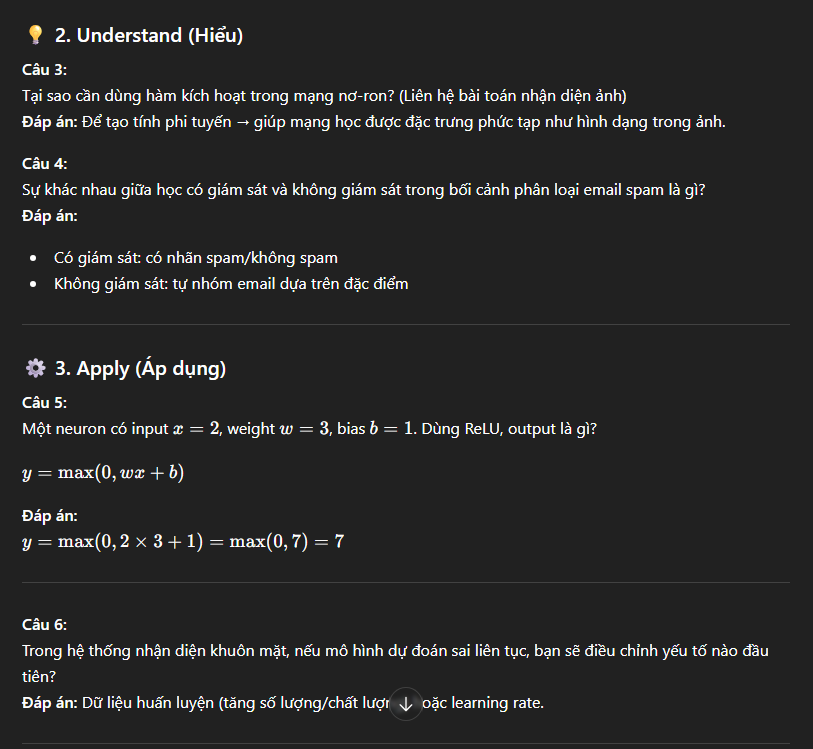 💡 2. Understand (Hiểu)
Câu 3:
Tại sao cần dùng hàm kích hoạt trong mạng nơ-ron? (Liên hệ bài toán nhận diện ảnh)
Đáp án: Để tạo tính phi tuyến → giúp mạng học được đặc trưng phức tạp như hình dạng trong ảnh.
Câu 4:
Sự khác nhau giữa học có giám sát và không giám sát trong bối cảnh phân loại email spam là gì?
Đáp án:
• Có giám sát: có nhãn spam/không spam
• Không giám sát: tự nhóm email dựa trên đặc điểm
⚙️ 3. Apply (Áp dụng)
Câu 5:
Một neuron có input x = 2, weight w = 3, bias b = 1. Dùng ReLU, output là gì?
y = max(0, wx + b)
Đáp án:
y = max(0, 2 × 3 + 1) = max(0, 7) = 7
Câu 6:
Trong hệ thống nhận diện khuôn mặt, nếu mô hình dự đoán sai liên tục, bạn sẽ điều chỉnh yếu tố nào đầu
tiên?
Đáp án: Dữ liệu huấn luyện (tăng số lượng/chất learning rate.